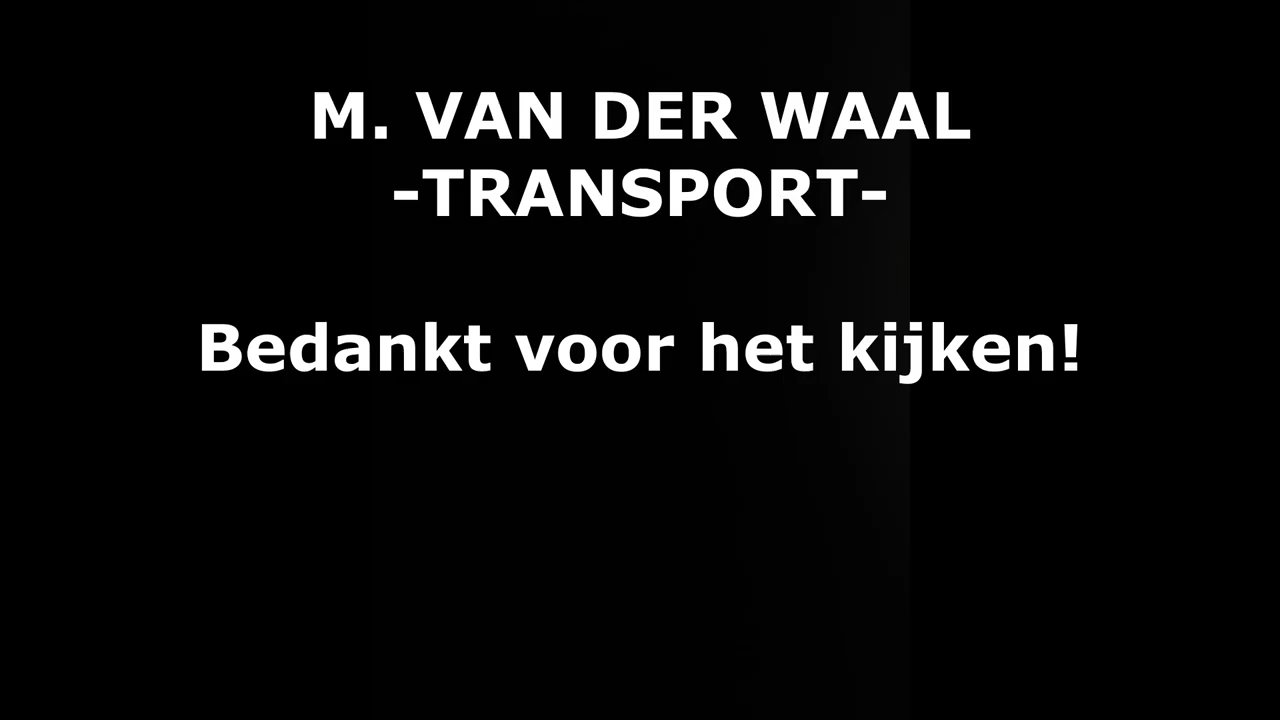 M. VAN DER WAAL
-TRANSPORT-
Bedankt voor het kijken!